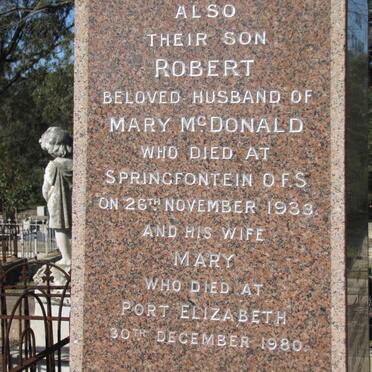 ALSO
THEIR SON
ROBERT
BELOVED HUSBAND OF
MARY McDONALD
WHO DIED AT
SPRINGFONTEIN O.F.S.
ON 26TH NOVEMBER 1933.
AND HIS WIFE
MARY
WHO DIED AT
PORT ELIZABETH
30TH DECEMBER 1980.